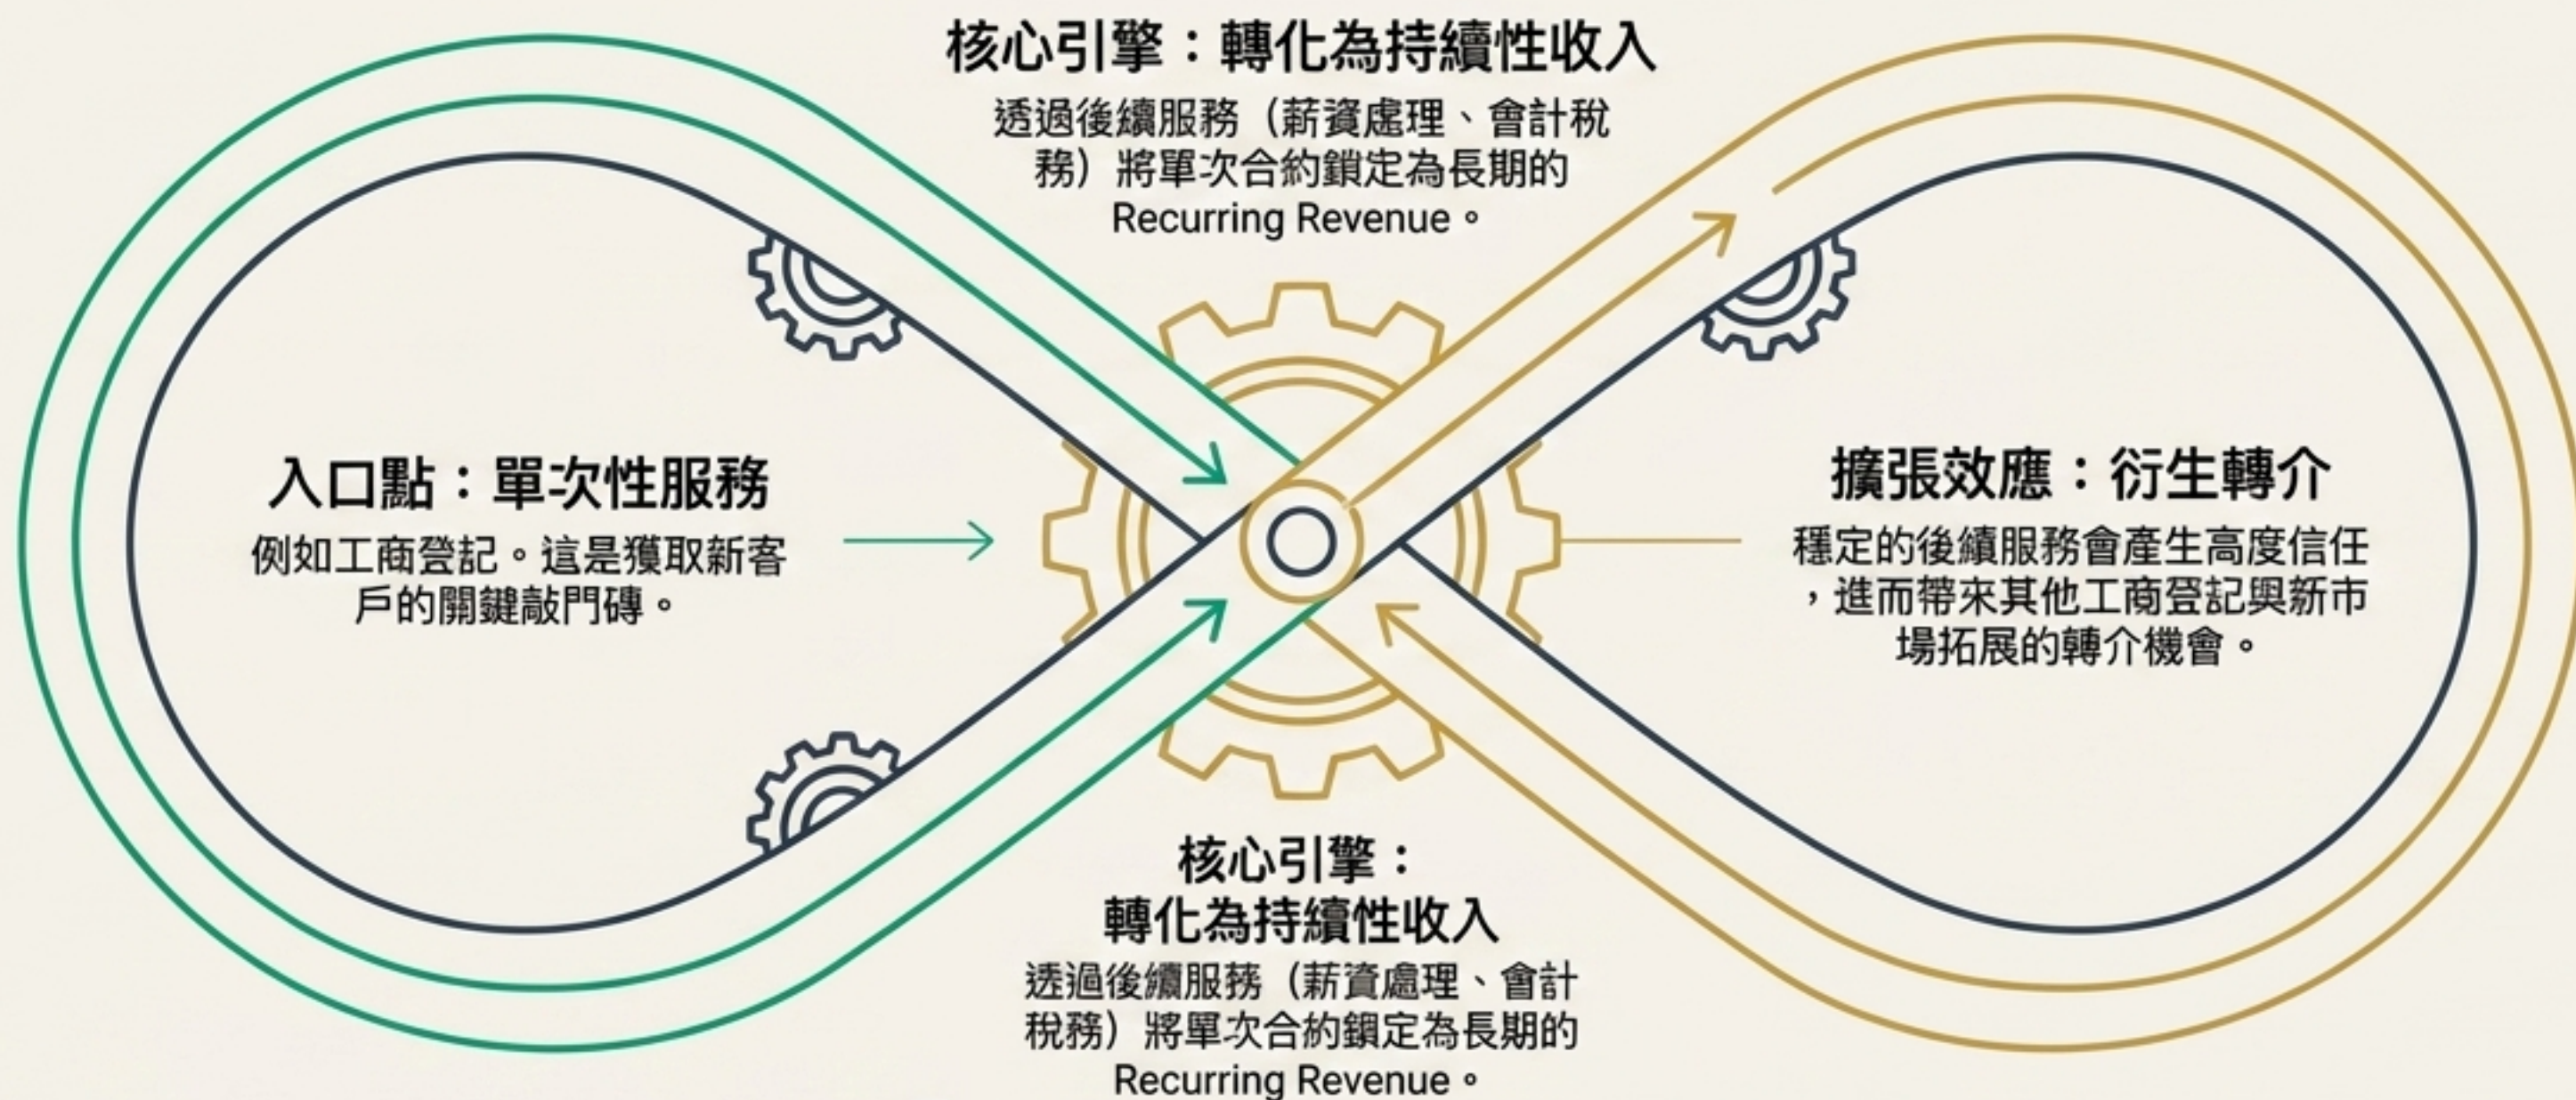 核心引擎：轉化為持續性收入
透過後續服務（薪資處理、會計稅
務）將單次合約鎖定為長期的
Recurring Revenue。
入口點：單次性服務
例如工商登記。這是獲取新客
戶的關鍵敲門磚。
擴張效應：衍生轉介
穩定的後續服務會產生高度信任
，進而帶來其他工商登記與新市
場拓展的轉介機會。
核心引擎：
轉化為持續性收入
透過後續服務（薪資處理、會計
稅務）將單次合約鎖定為長期的
Recurring Revenue。